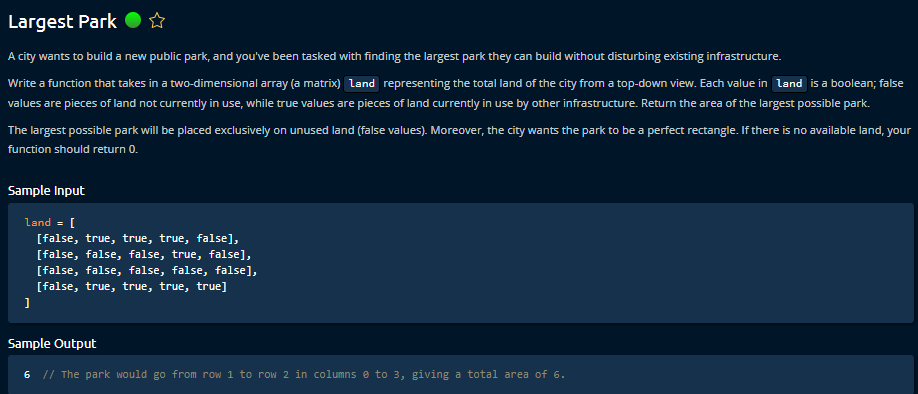 Largest Park
A city wants to build a new public park, and you've been tasked with finding the largest park they can build without disturbing existing infrastructure.
Write a function that takes in a two-dimensional array (a matrix) land representing the total land of the city from a top-down view. Each value in land is a boolean; false
values are pieces of land not currently in use, while true values are pieces of land currently in use by other infrastructure. Return the area of the largest possible park.
The largest possible park will be placed exclusively on unused land (false values). Moreover, the city wants the park to be a perfect rectangle. If there is no available land, your
function should return 0.
Sample Input
land = [
[false, true, true, true, false],
[false, false, false, true, false],
[false, false, false, false, false],
[false, true, true, true, true]
]
Sample Output
6 // The park would go from row 1 to row 2 in columns 0 to 3, giving a total area of 6.